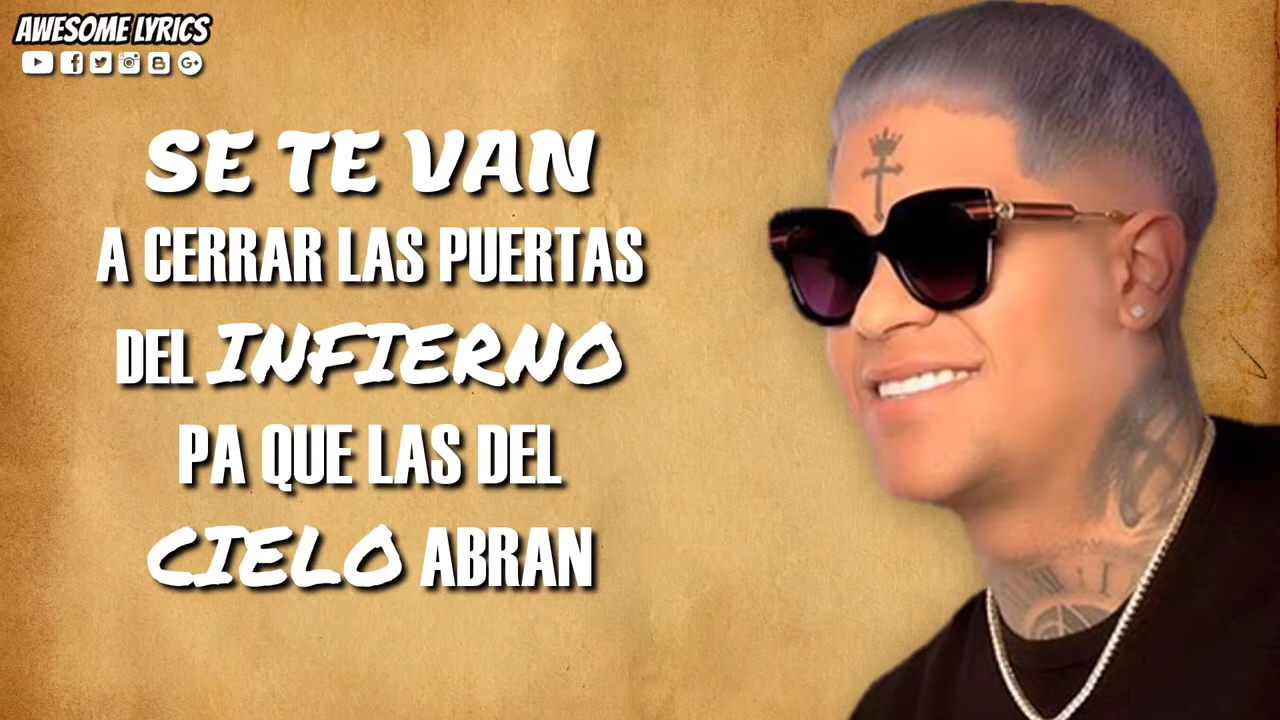 AWESOME LYRICS
SE TE VAN
A CERRAR LAS PUERTAS
DEL INFIERNO
PA QUE LAS DEL
CIELO ABRAN